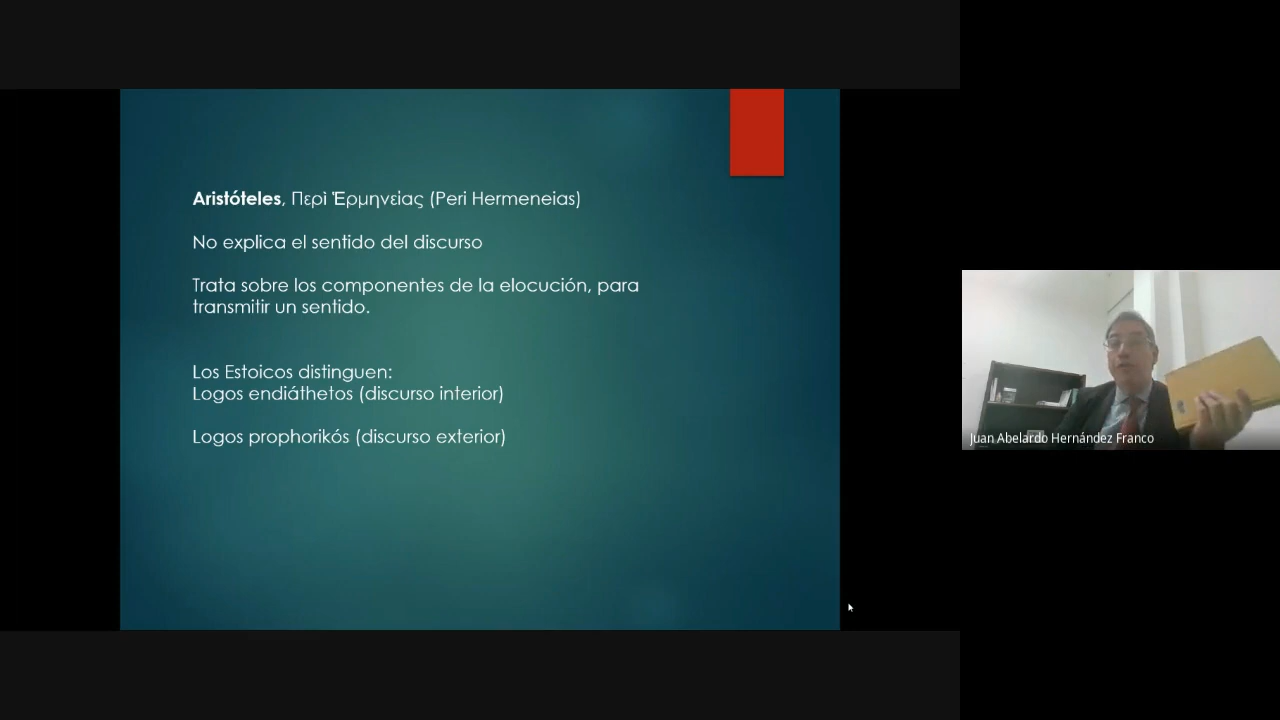 Aristóteles, Περὶ Ἑρμηνείας (Peri Hermeneias)
No explica el sentido del discurso
Trata sobre los componentes de la elocución, para
transmitir un sentido.
Los Estoicos distinguen:
Logos endiáthetos (discurso interior)
Logos prophorikós (discurso exterior)
Juan Abelardo Hernández Franco